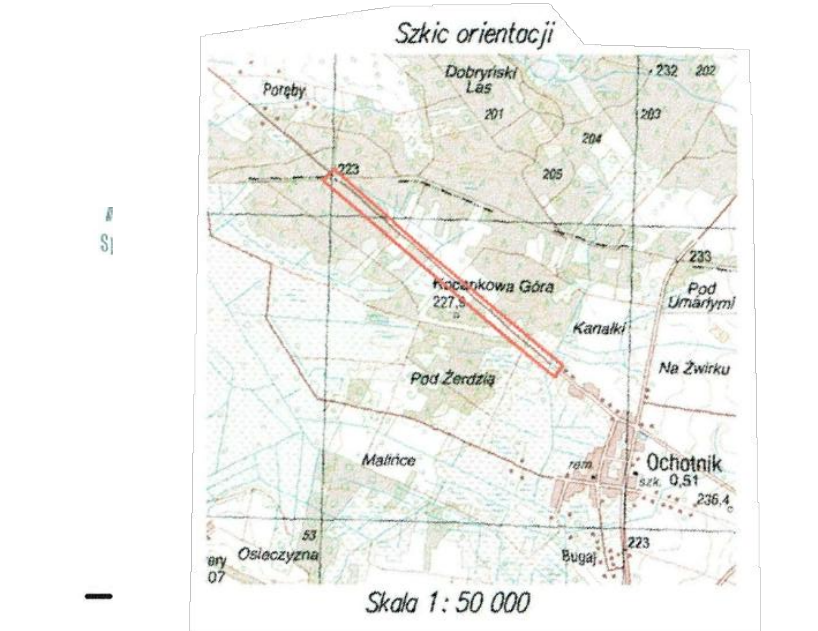 Szkic orientacji
Dobryński
Las
232
202
Poręby
201
203
204
223
205
233
Kocankowa Góra
Pod
Umarłymi
227,9
Kanałki
Na Żwirku
Pod Żerdzią
Malińce
rem.
Ochotnik
szk. 0,51
236,4
53
Osieczyzna
Bugaj
223
ery
07
Skala 1: 50 000